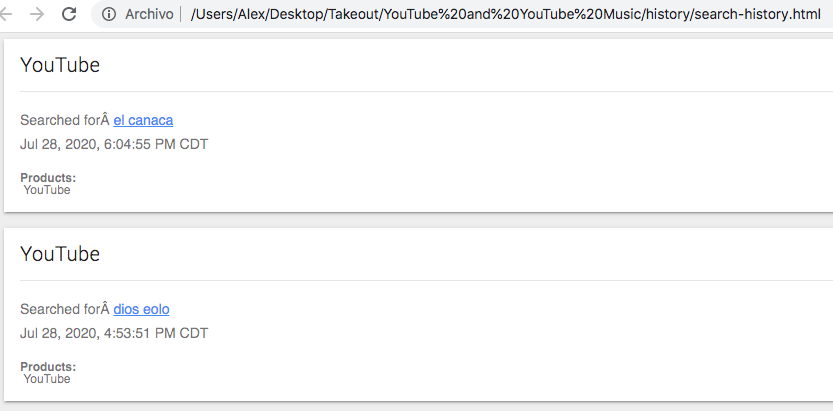 Archivo | /Users/Alex/Desktop/Takeout/YouTube%20and%20YouTube%20Music/history/search-history.html
YouTube
Searched forÂ el canaca
Jul 28, 2020, 6:04:55 PM CDT
Products:
YouTube
YouTube
Searched forÂ dios eolo
Jul 28, 2020, 4:53:51 PM CDT
Products:
YouTube